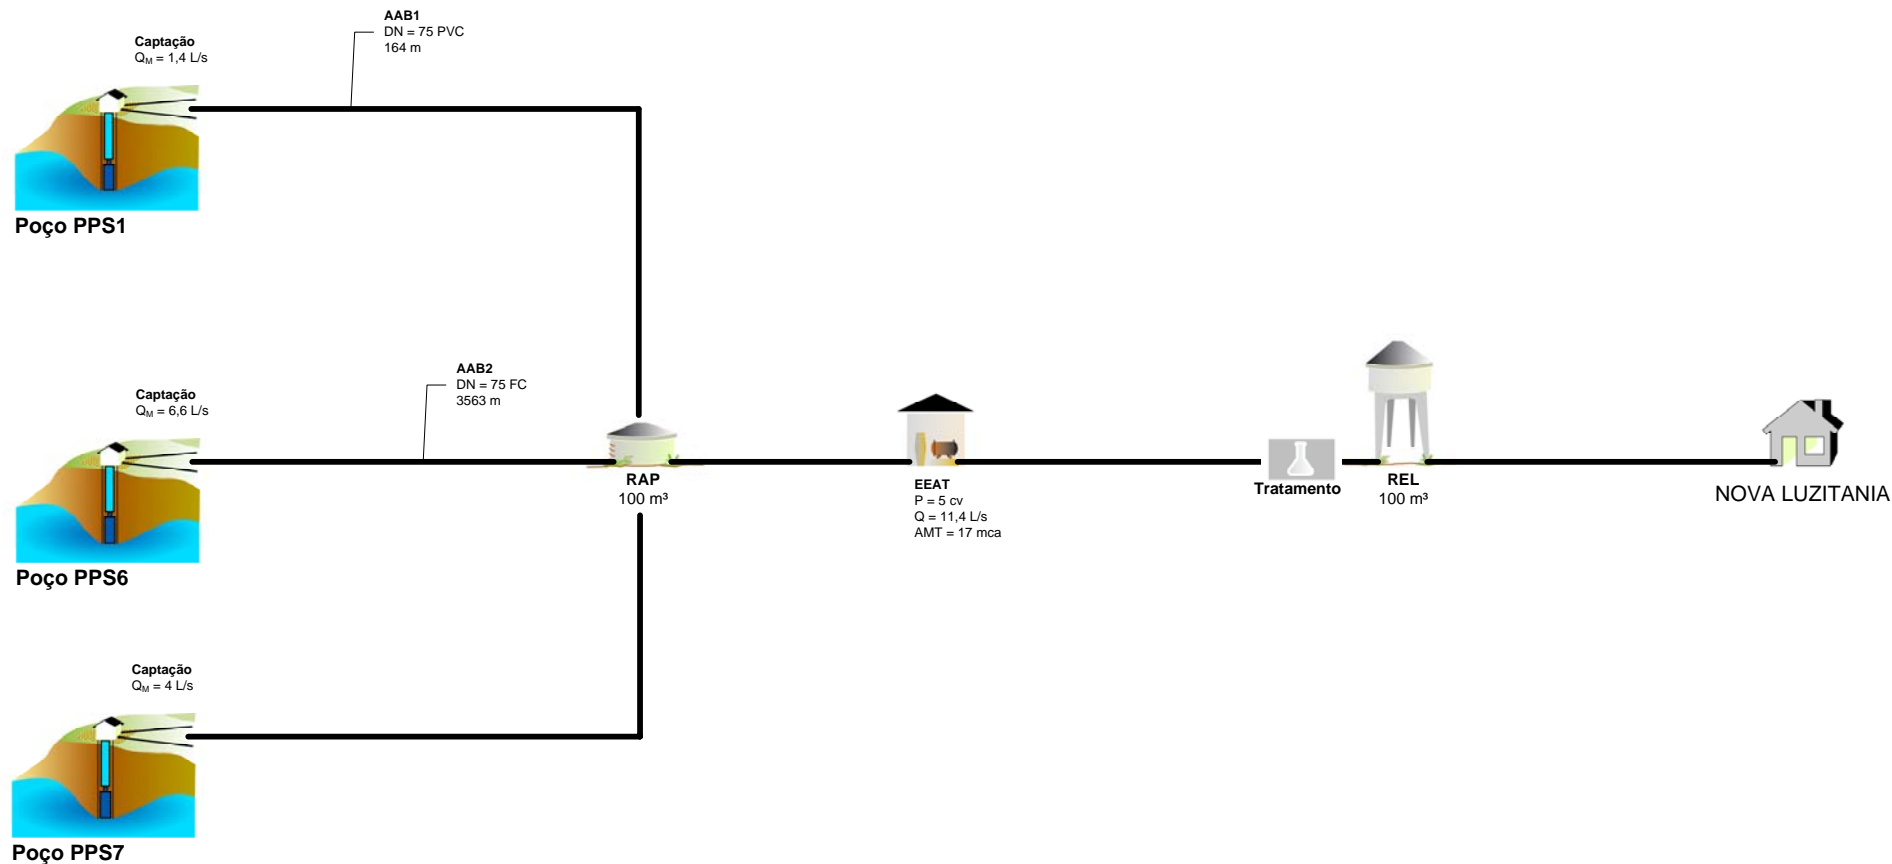 AAB1
DN = 75 PVC
164 m
Captação
QM = 1,4 L/s
Poço PPS1
AAB2
DN = 75 FC
3563 m
Captação
QM = 6,6 L/s
Poço PPS6
RAP
100 m³
EEAT
P = 5 cv
Q = 11,4 L/s
AMT = 17 mca
Tratamento
REL
100 m³
NOVA LUZITANIA
Captação
QM = 4 L/s
Poço PPS7